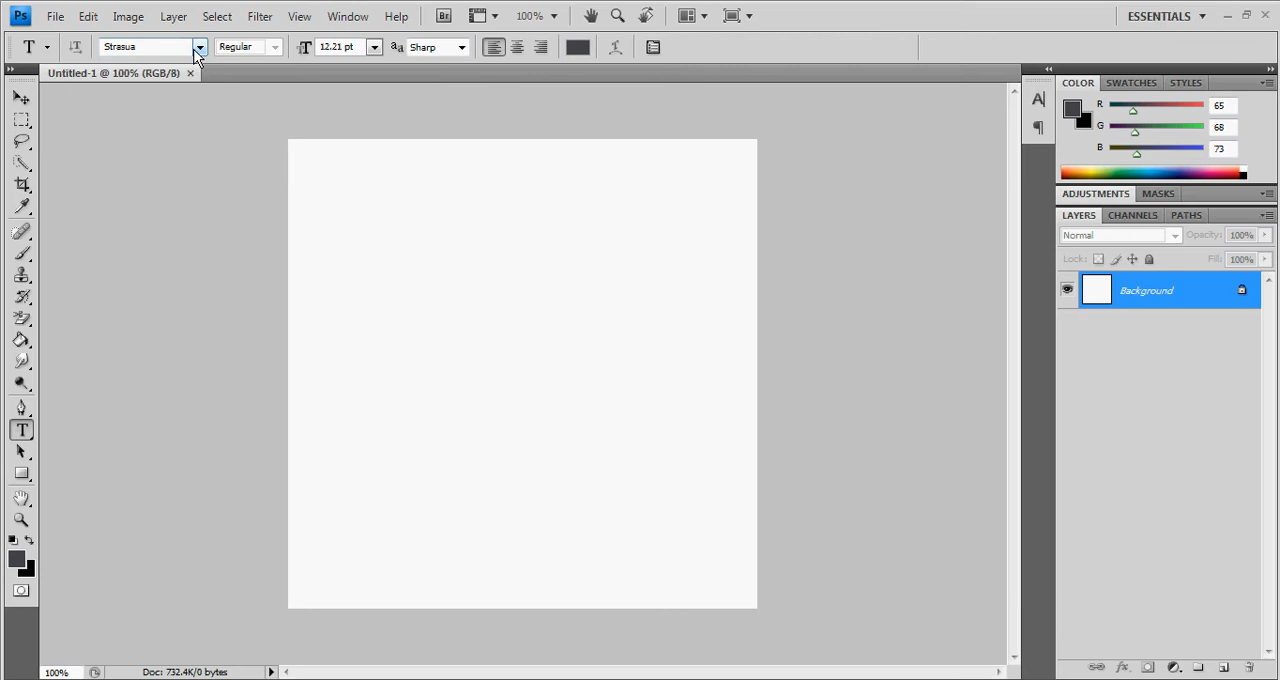 Ps File Edit Image Layer Select Filter View Window Help Br 100% ESSENTIALS
T T Strasua Regular T 12.21 pt aa Sharp
Untitled-1 @ 100% (RGB/8)
COLOR SWATCHES STYLES
A
R 65
G 68
B 73
ADJUSTMENTS MASKS
LAYERS CHANNELS PATHS
Normal Opacity: 100%
Lock: Fill: 100%
Background
T
fx
100% Doc: 732.4K/0 bytes